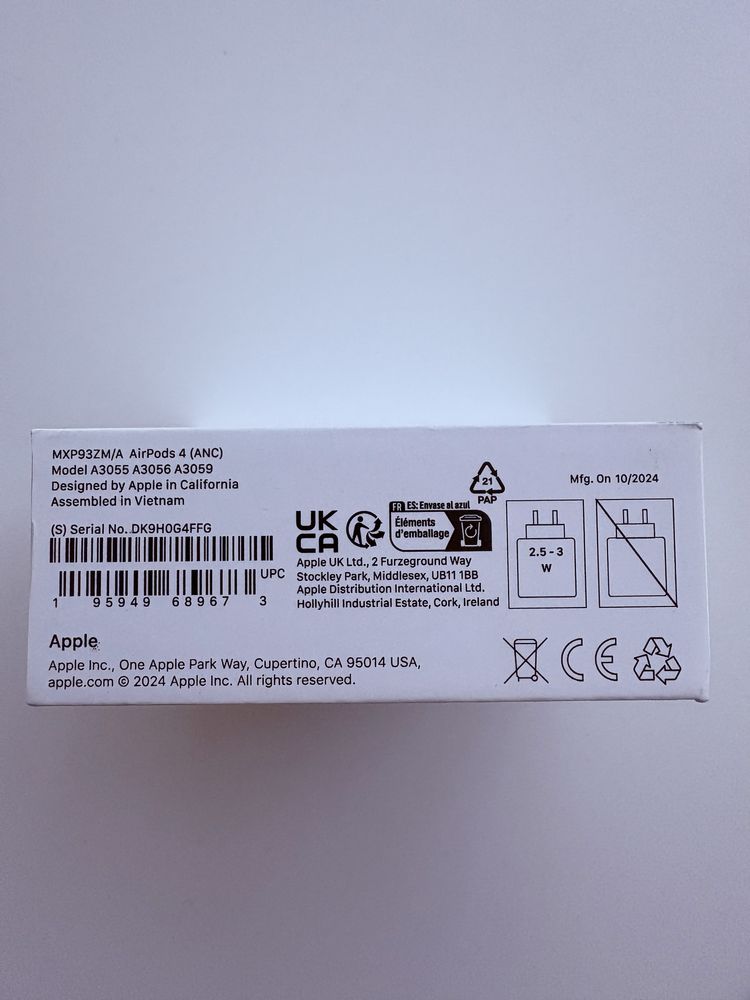 MXP93ZM/A AirPods 4 (ANC)
Model A3055 A3056 A3059
Designed by Apple in California
Assembled in Vietnam
(S) Serial No..DK9H0G4FFG
UPC
1 95949 68967 3
Apple
Apple Inc., One Apple Park Way, Cupertino, CA 95014 USA,
apple.com © 2024 Apple Inc. All rights reserved.
UK
CA
FR ES: Envase al azul
Éléments
d'emballage
Apple UK Ltd., 2 Furzeground Way
Stockley Park, Middlesex, UB11 1BB
Apple Distribution International Ltd.
Hollyhill Industrial Estate, Cork, Ireland
21
PAP
Mfg. On 10/2024
2.5 - 3
W
CE